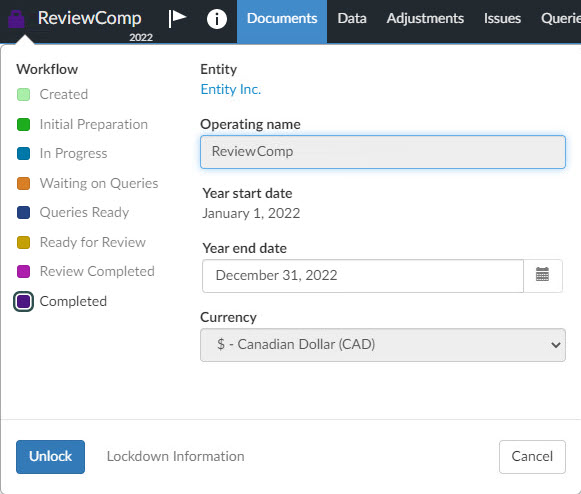 ReviewComp
2022
Documents
Data
Adjustments
Issues
Workflow
Created
Initial Preparation
In Progress
Waiting on Queries
Queries Ready
Ready for Review
Review Completed
Completed
Entity
Entity Inc.
Operating name
ReviewComp
Year start date
January 1, 2022
Year end date
December 31, 2022
Currency
$ - Canadian Dollar (CAD)
Unlock
Lockdown Information
Cancel